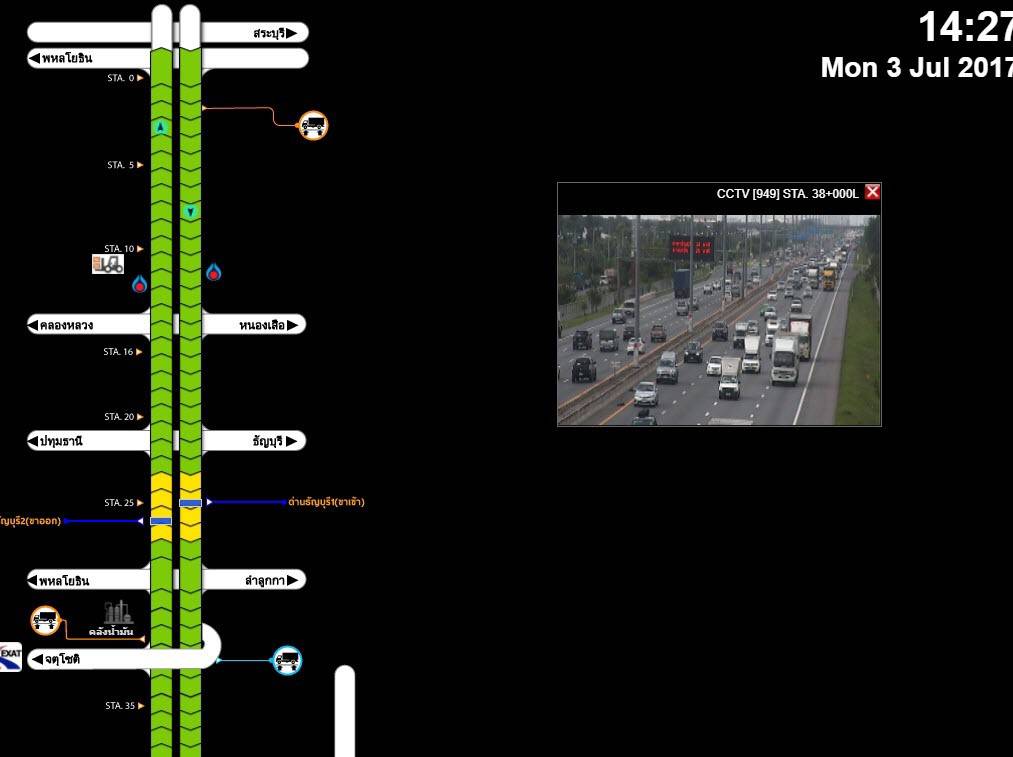 สระบุรี
14:27
พหลโยธิน
Mon 3 Jul 2017
STA. 0
STA. 5
CCTV [949] STA. 38+000L
STA. 10
คลองหลวง
หนองเสือ
STA. 16
STA. 20
ปทุมธานี
ธัญบุรี
STA. 25
ด่านธัญบุรี1(ขาเข้า)
ัญบุรี2(ขาออก)
พหลโยธิน
ลำลูกกา
คลังน้ำมัน
EXAT
จตุโชติ
STA. 35